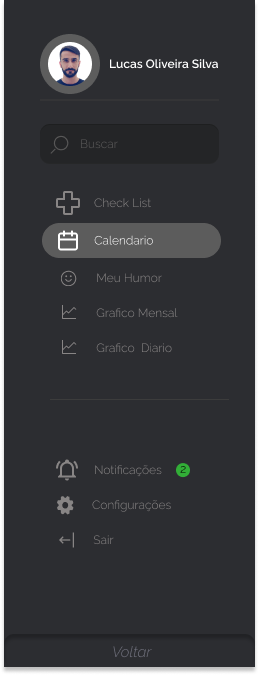 Lucas Oliveira Silva
Buscar
Check List
Calendario
Meu Humor
Grafico Mensal
Grafico Diario
Notificações 2
Configurações
Sair
Voltar